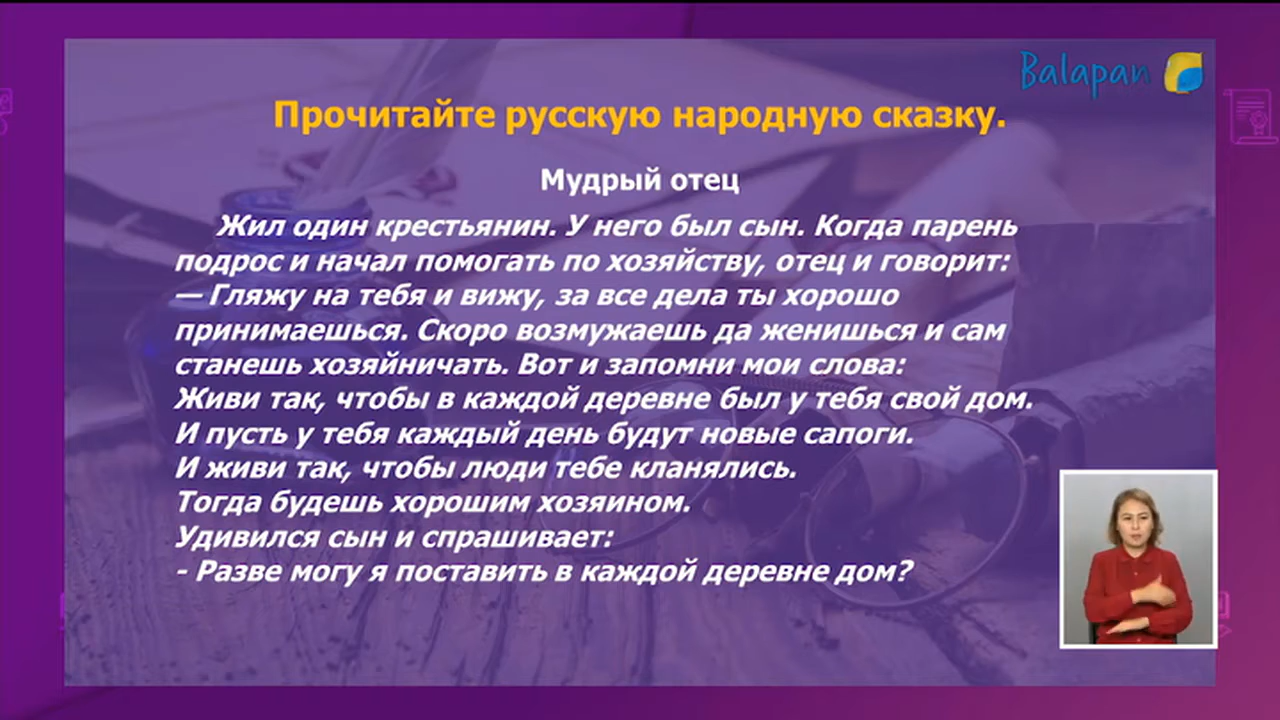 Balapan
Прочитайте русскую народную сказку.
Мудрый отец
Жил один крестьянин. У него был сын. Когда парень
подрос и начал помогать по хозяйству, отец и говорит:
— Гляжу на тебя и вижу, за все дела ты хорошо
принимаешься. Скоро возмужаешь да женишься и сам
станешь хозяйничать. Вот и запомни мои слова:
Живи так, чтобы в каждой деревне был у тебя свой дом.
И пусть у тебя каждый день будут новые сапоги.
И живи так, чтобы люди тебе кланялись.
Тогда будешь хорошим хозяином.
Удивился сын и спрашивает:
- Разве могу я поставить в каждой деревне дом?